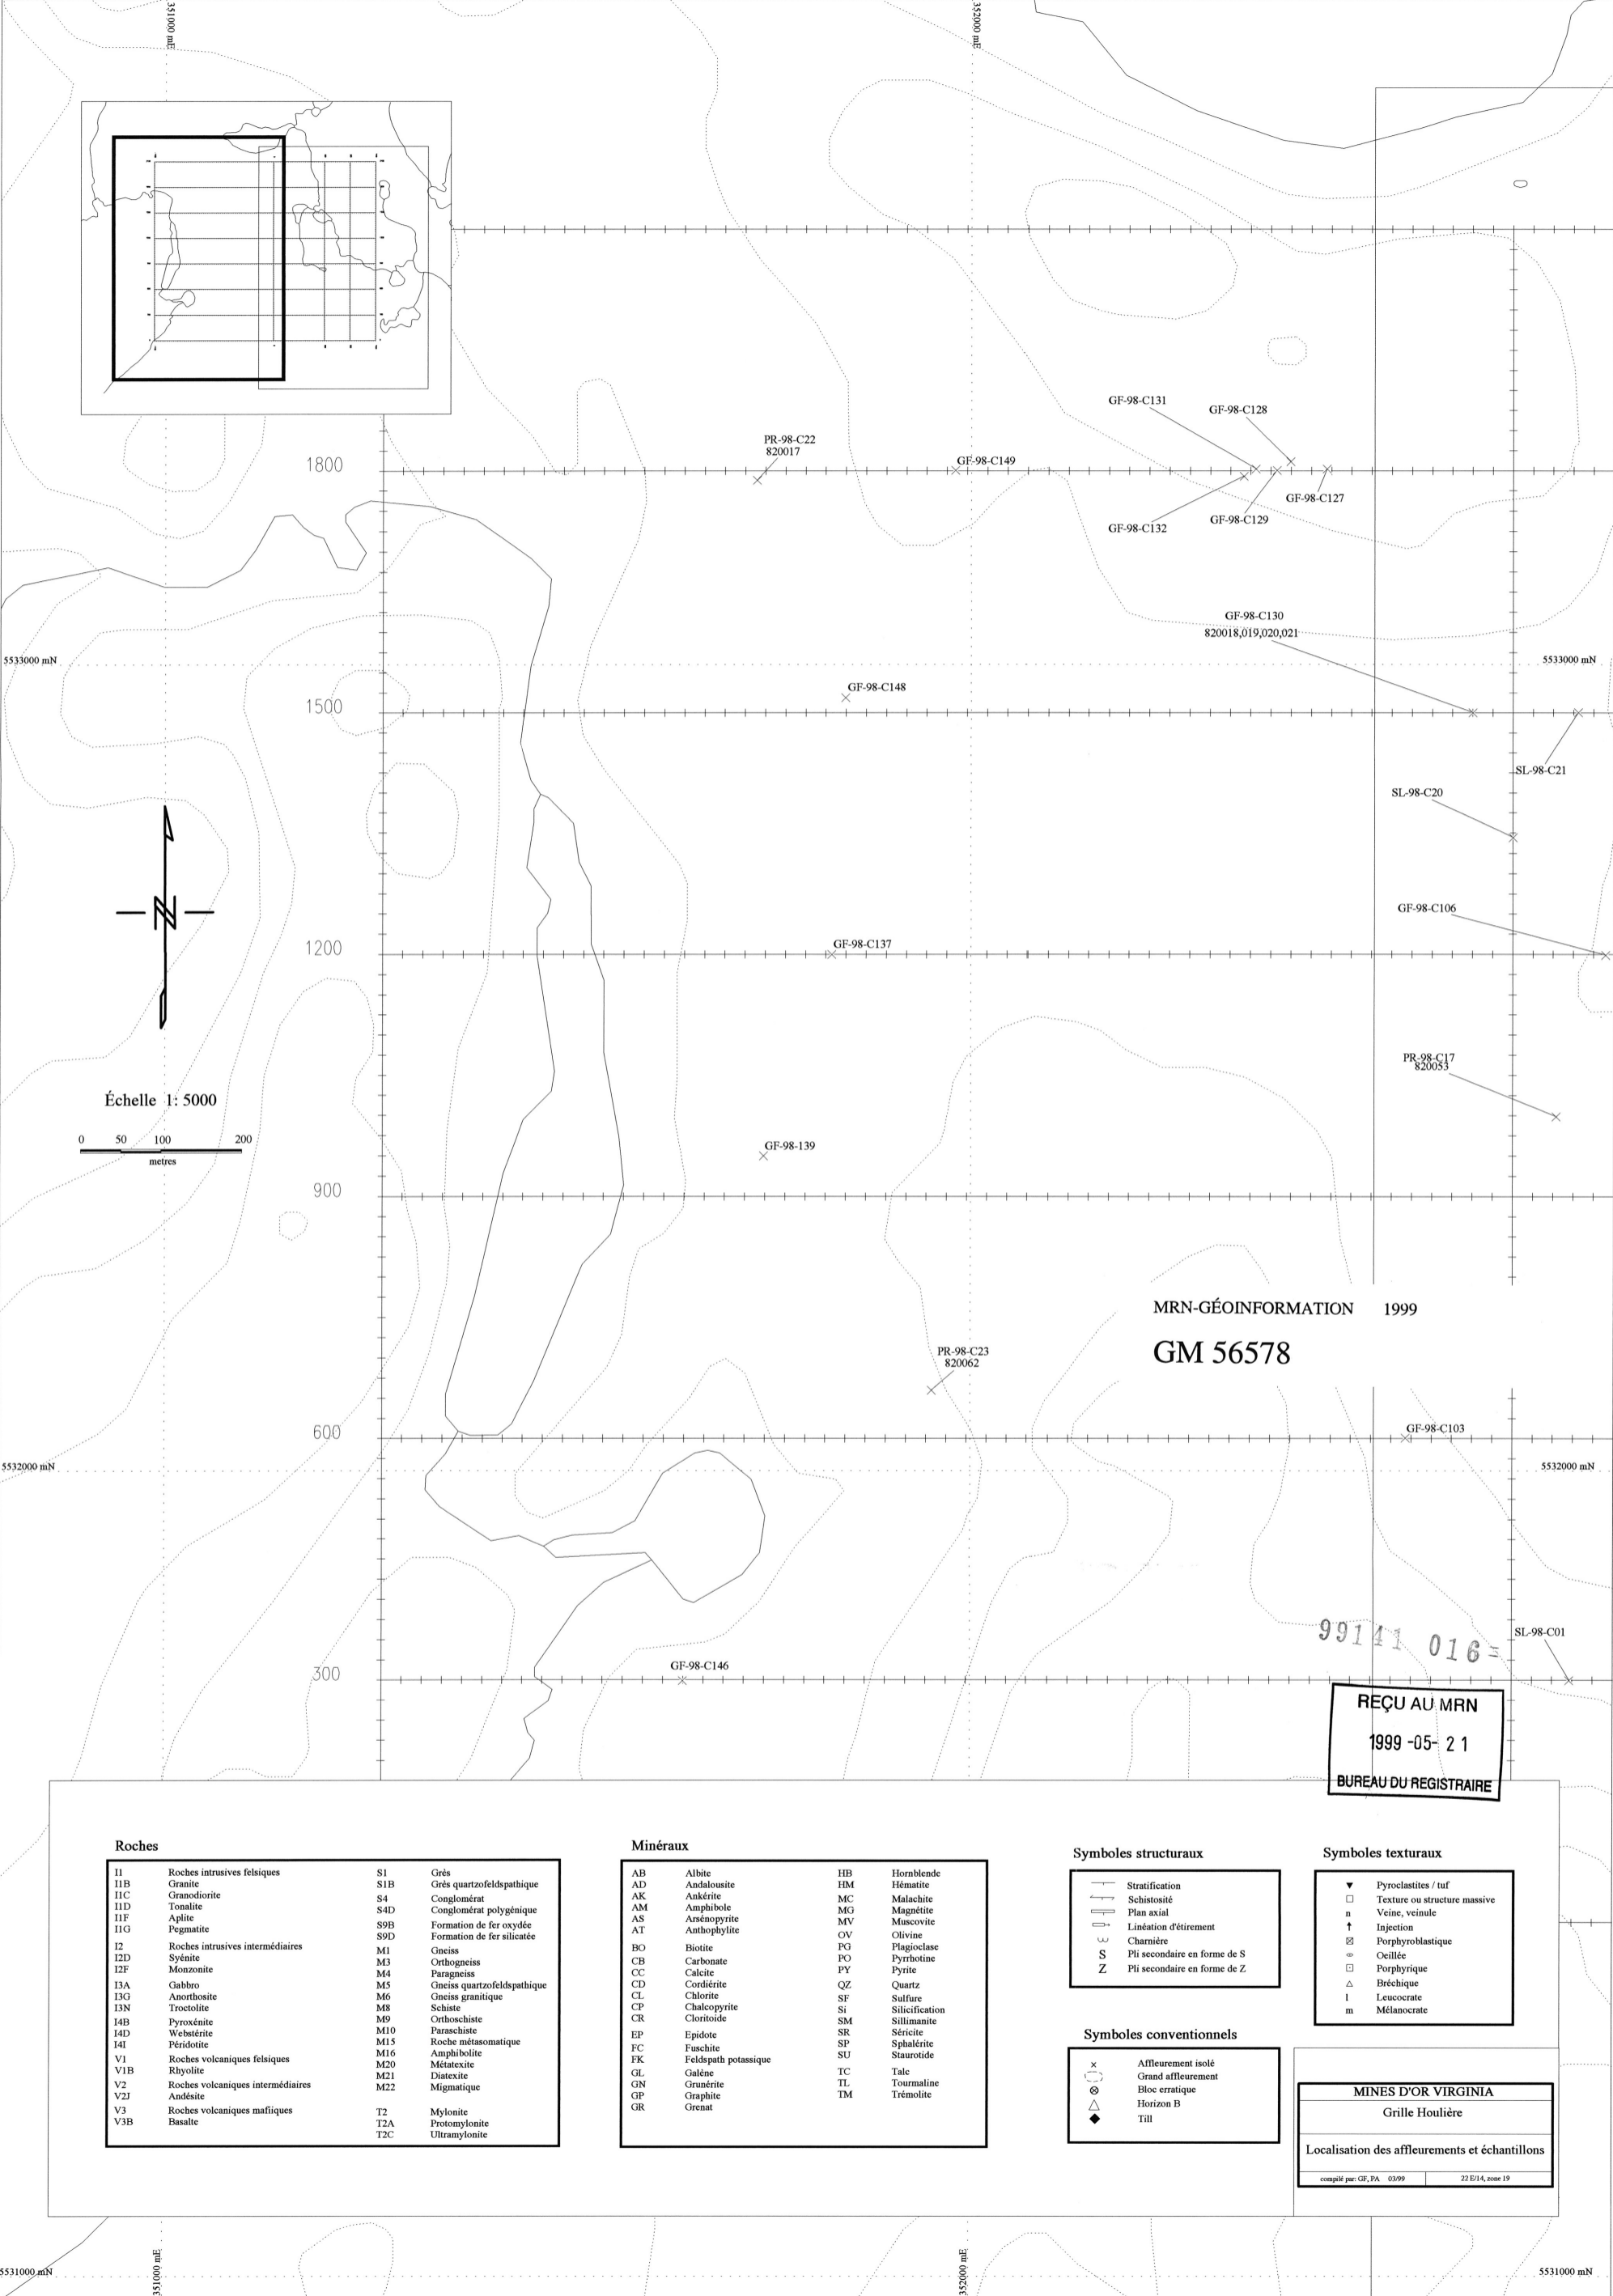 351000 mE
352000 mE
GF-98-C131
GF-98-C128
PR-98-C22
820017
GF-98-C149
1800
GF-98-C127
GF-98-C129
GF-98-C132
GF-98-C130
820018,019,020,021
5533000 mN
5533000 mN
GF-98-C148
1500
SL-98-C21
SL-98-C20
N
GF-98-C106
GF-98-C137
1200
PR-98-C17
820053
Échelle 1: 5000
0 50 100 200
metres
GF-98-139
900
MRN-GÉOINFORMATION 1999
GM 56578
PR-98-C23
820062
GF-98-C103
600
5532000 mN
5532000 mN
99141 016=
SL-98-C01
GF-98-C146
300
REÇU AU MRN
1999 -05- 21
BUREAU DU REGISTRAIRE
Roches
I1 Roches intrusives felsiques
I1B Granite
I1C Granodiorite
I1D Tonalite
I1F Aplite
I1G Pegmatite
I2 Roches intrusives intermédiaires
I2D Syénite
I2F Monzonite
I3A Gabbro
I3G Anorthosite
I3N Troctolite
I4B Pyroxénite
I4D Webstérite
I4I Péridotite
V1 Roches volcaniques felsiques
V1B Rhyolite
V2 Roches volcaniques intermédiaires
V2J Andésite
V3 Roches volcaniques mafiiques
V3B Basalte
S1 Grès
S1B Grès quartzofeldspathique
S4 Conglomérat
S4D Conglomérat polygénique
S9B Formation de fer oxydée
S9D Formation de fer silicatée
M1 Gneiss
M3 Orthogneiss
M4 Paragneiss
M5 Gneiss quartzofeldspathique
M6 Gneiss granitique
M8 Schiste
M9 Orthoschiste
M10 Paraschiste
M15 Roche métasomatique
M16 Amphibolite
M20 Métatexite
M21 Diatexite
M22 Migmatique
T2 Mylonite
T2A Protomylonite
T2C Ultramylonite
Minéraux
AB Albite
AD Andalousite
AK Ankérite
AM Amphibole
AS Arsénopyrite
AT Anthophylite
BO Biotite
CB Carbonate
CC Calcite
CD Cordiérite
CL Chlorite
CP Chalcopyrite
CR Cloritoide
EP Epidote
FC Fuschite
FK Feldspath potassique
GL Galène
GN Grunérite
GP Graphite
GR Grenat
HB Hornblende
HM Hématite
MC Malachite
MG Magnétite
MV Muscovite
OV Olivine
PG Plagioclase
PO Pyrrhotine
PY Pyrite
QZ Quartz
SF Sulfure
Si Silicification
SM Sillimanite
SR Séricite
SP Sphalérite
SU Staurotide
TC Talc
TL Tourmaline
TM Trémolite
Symboles structuraux
Stratification
Schistosité
Plan axial
Linéation d'étirement
Charnière
S Pli secondaire en forme de S
Z Pli secondaire en forme de Z
Symboles conventionnels
x Affleurement isolé
Grand affleurement
Bloc erratique
Horizon B
Till
Symboles texturaux
Pyroclastites / tuf
Texture ou structure massive
n Veine, veinule
Injection
Porphyroblastique
Oeillée
Porphyrique
Bréchique
l Leucocrate
m Mélanocrate
MINES D'OR VIRGINIA
Grille Houlière
Localisation des affleurements et échantillons
compilé par: GF, PA 03/99
22 E/14, zone 19
5531000 mN
351000 mE
352000 mE
5531000 mN